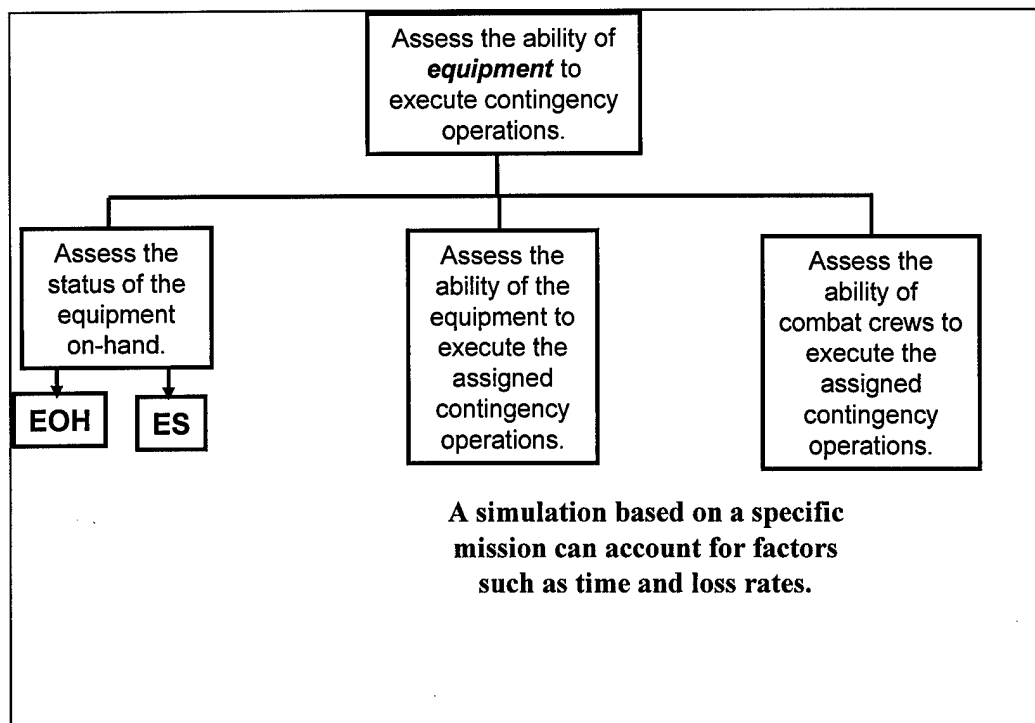 Assess the ability of
equipment to
execute contingency
operations.
Assess the
status of the
equipment
on-hand.
EOH
ES
Assess the
ability of the
equipment to
execute the
assigned
contingency
operations.
Assess the
ability of
combat crews to
execute the
assigned
contingency
operations.
A simulation based on a specific
mission can account for factors
such as time and loss rates.